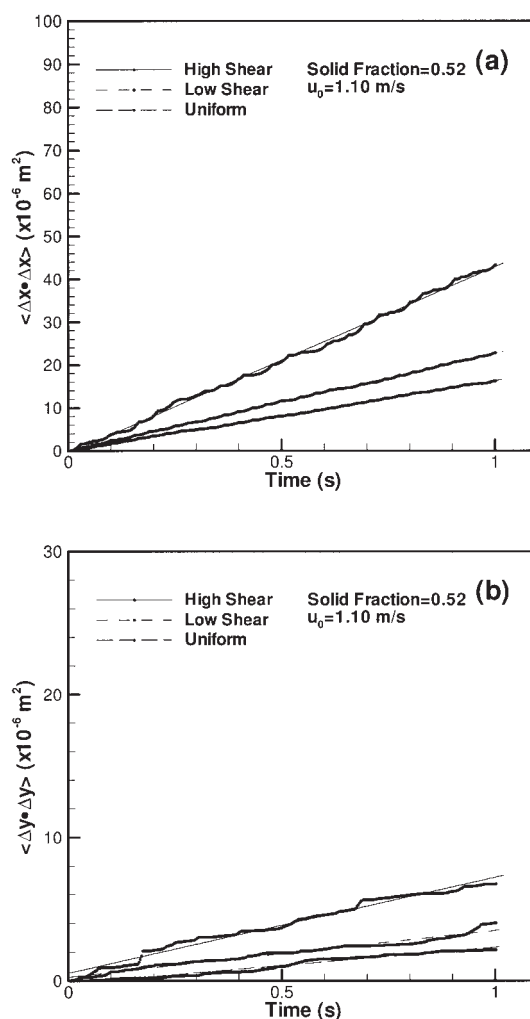 100
90
80
70
60
50
40
30
20
10
0
<Δx•Δx> (x10⁻⁶ m²)
High Shear
Low Shear
Uniform
Solid Fraction=0.52
u₀=1.10 m/s
(a)
0
0.5
1
Time (s)
30
20
10
0
<Δy•Δy> (x10⁻⁶ m²)
High Shear
Low Shear
Uniform
Solid Fraction=0.52
u₀=1.10 m/s
(b)
0
0.5
1
Time (s)